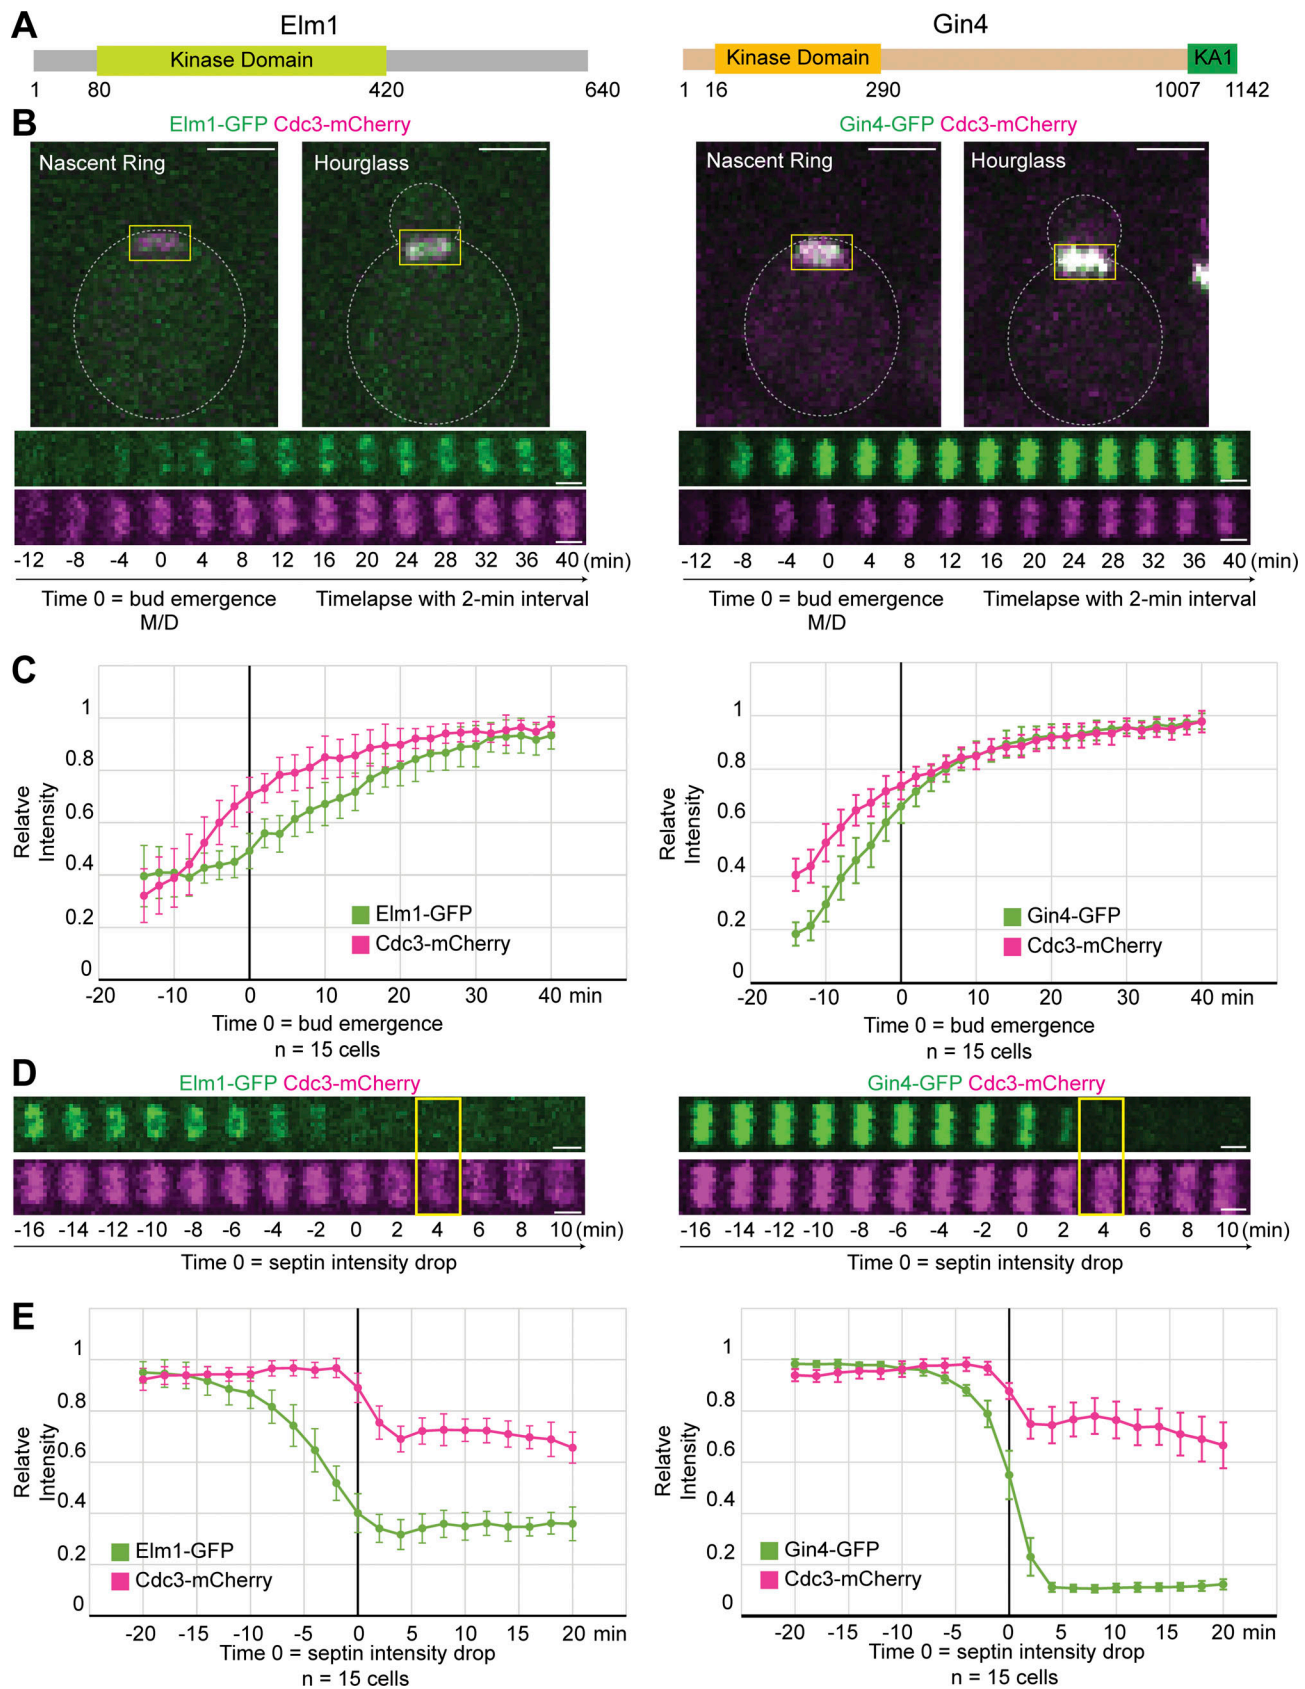 A
Elm1
Kinase Domain
1 80 420 640
Gin4
Kinase Domain KA1
1 16 290 1007 1142
B
Elm1-GFP Cdc3-mCherry
Nascent Ring
Hourglass
-12 -8 -4 0 4 8 12 16 20 24 28 32 36 40 (min)
Time 0 = bud emergence Timelapse with 2-min interval
M/D
Gin4-GFP Cdc3-mCherry
Nascent Ring
Hourglass
-12 -8 -4 0 4 8 12 16 20 24 28 32 36 40 (min)
Time 0 = bud emergence Timelapse with 2-min interval
M/D
C
Relatve
Intensity
1
0.8
0.6
0.4
0.2
0
Elm1-GFP
Cdc3-mCherry
-20 -10 0 10 20 30 40 min
Time 0 = bud emergence
n = 15 cells
Relatve
Intensity
1
0.8
0.6
0.4
0.2
0
Gin4-GFP
Cdc3-mCherry
-20 -10 0 10 20 30 40 min
Time 0 = bud emergence
n = 15 cells
D
Elm1-GFP Cdc3-mCherry
-16 -14 -12 -10 -8 -6 -4 -2 0 2 4 6 8 10 (min)
Time 0 = septin intensity drop
Gin4-GFP Cdc3-mCherry
-16 -14 -12 -10 -8 -6 -4 -2 0 2 4 6 8 10 (min)
Time 0 = septin intensity drop
E
Relatve
Intensity
1
0.8
0.6
0.4
0.2
0
Elm1-GFP
Cdc3-mCherry
-20 -15 -10 -5 0 5 10 15 20 min
Time 0 = septin intensity drop
n = 15 cells
Relatve
Intensity
1
0.8
0.6
0.4
0.2
0
Gin4-GFP
Cdc3-mCherry
-20 -15 -10 -5 0 5 10 15 20 min
Time 0 = septin intensity drop
n = 15 cells